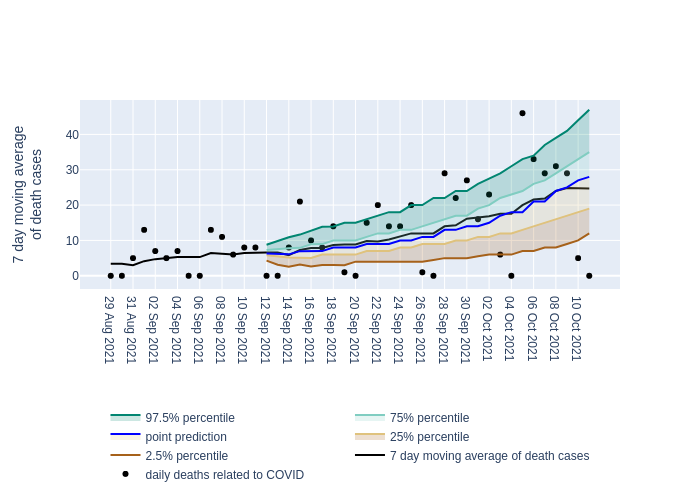 7 day moving average
of death cases
40
30
20
10
0
29 Aug 2021
31 Aug 2021
02 Sep 2021
04 Sep 2021
06 Sep 2021
08 Sep 2021
10 Sep 2021
12 Sep 2021
14 Sep 2021
16 Sep 2021
18 Sep 2021
20 Sep 2021
22 Sep 2021
24 Sep 2021
26 Sep 2021
28 Sep 2021
30 Sep 2021
02 Oct 2021
04 Oct 2021
06 Oct 2021
08 Oct 2021
10 Oct 2021
97.5% percentile
75% percentile
point prediction
25% percentile
2.5% percentile
7 day moving average of death cases
daily deaths related to COVID